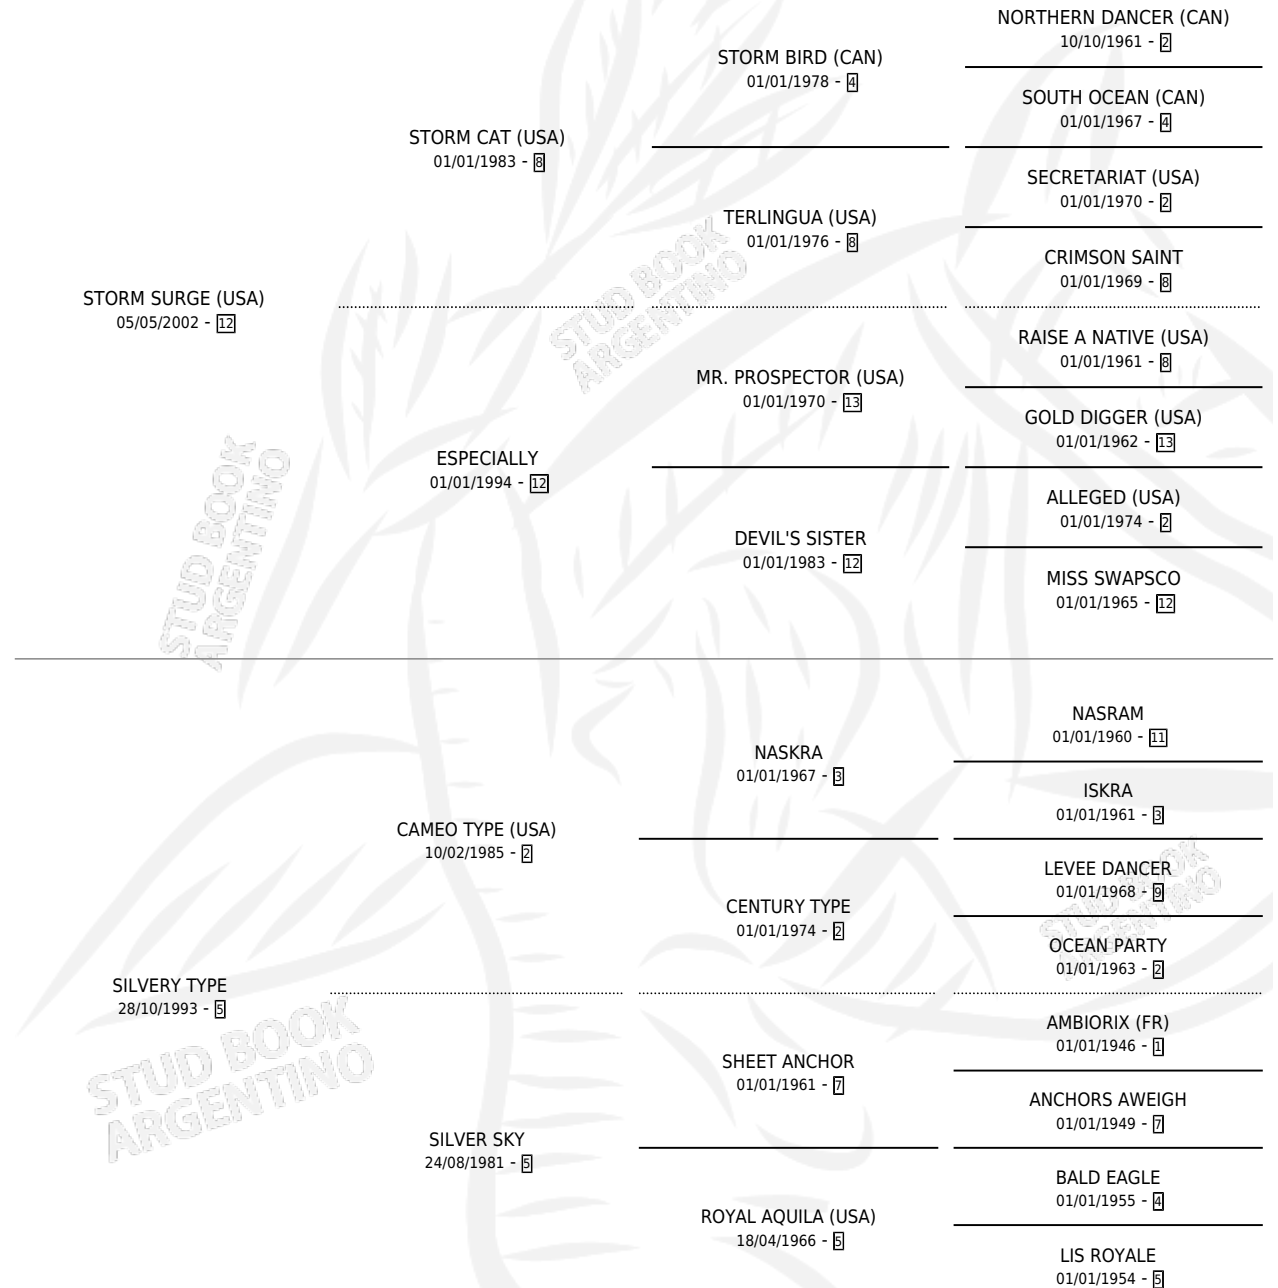 NORTHERN DANCER (CAN)
10/10/1961 - 2
STORM BIRD (CAN)
01/01/1978 - 4
SOUTH OCEAN (CAN)
01/01/1967 - 4
STORM CAT (USA)
01/01/1983 - 8
SECRETARIAT (USA)
01/01/1970 - 2
TERLINGUA (USA)
01/01/1976 - 8
CRIMSON SAINT
01/01/1969 - 8
STORM SURGE (USA)
05/05/2002 - 12
RAISE A NATIVE (USA)
01/01/1961 - 8
MR. PROSPECTOR (USA)
01/01/1970 - 13
GOLD DIGGER (USA)
01/01/1962 - 13
ESPECIALLY
01/01/1994 - 12
ALLEGED (USA)
01/01/1974 - 2
DEVIL'S SISTER
01/01/1983 - 12
MISS SWAPSCO
01/01/1965 - 12
NASRAM
01/01/1960 - 11
NASKRA
01/01/1967 - 3
ISKRA
01/01/1961 - 3
CAMEO TYPE (USA)
10/02/1985 - 2
LEVEE DANCER
01/01/1968 - 9
CENTURY TYPE
01/01/1974 - 2
OCEAN PARTY
01/01/1963 - 2
SILVERY TYPE
28/10/1993 - 5
AMBIORIX (FR)
01/01/1946 - 1
SHEET ANCHOR
01/01/1961 - 7
ANCHORS AWEIGH
01/01/1949 - 7
SILVER SKY
24/08/1981 - 5
BALD EAGLE
01/01/1955 - 4
ROYAL AQUILA (USA)
18/04/1966 - 5
LIS ROYALE
01/01/1954 - 5
STUD BOOK
ARGENTINO
STUD BOOK
ARGENTINO
STUD BOOK
ARGENTINO
STUD BOOK
ARGENTINO